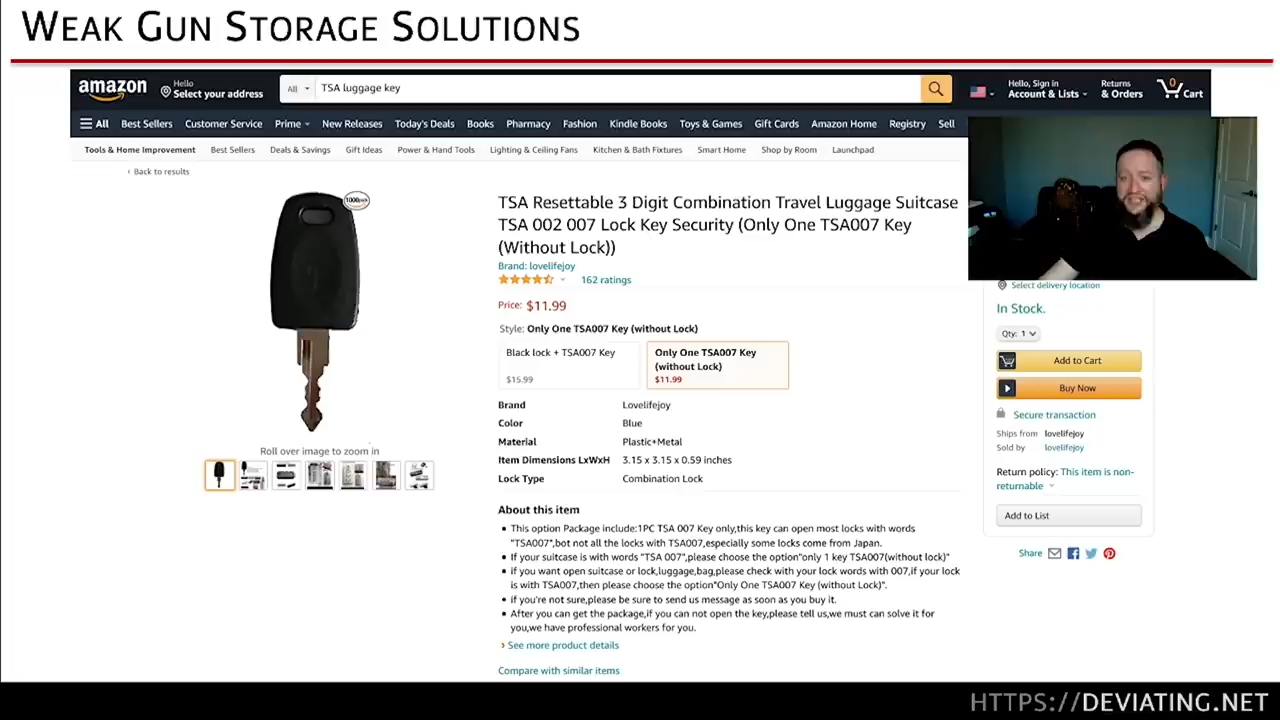 WEAK GUN STORAGE SOLUTIONS
amazon
Hello
Select your address
All
TSA luggage key
Hello, Sign in
Account & Lists
Returns
& Orders
0
Cart
All
Best Sellers
Customer Service
Prime
New Releases
Today's Deals
Books
Pharmacy
Fashion
Kindle Books
Toys & Games
Gift Cards
Amazon Home
Registry
Sell
Tools & Home Improvement
Best Sellers
Deals & Savings
Gift Ideas
Power & Hand Tools
Lighting & Ceiling Fans
Kitchen & Bath Fixtures
Smart Home
Shop by Room
Launchpad
‹ Back to results
TSA Resettable 3 Digit Combination Travel Luggage Suitcase
TSA 002 007 Lock Key Security (Only One TSA007 Key
(Without Lock))
Brand: lovelifejoy
162 ratings
Price: $11.99
Style: Only One TSA007 Key (without Lock)
Black lock + TSA007 Key
$15.99
Only One TSA007 Key
(without Lock)
$11.99
Brand Lovelifejoy
Color Blue
Material Plastic+Metal
Item Dimensions LxWxH 3.15 x 3.15 x 0.59 inches
Lock Type Combination Lock
Roll over image to zoom in
About this item
• This option Package include:1PC TSA 007 Key only,this key can open most locks with words
"TSA007",bot not all the locks with TSA007,especially some locks come from Japan.
• If your suitcase is with words "TSA 007",please choose the option"only 1 key TSA007(without lock)"
• if you want open suitcase or lock,luggage,bag,please check with your lock words with 007,if your lock
is with TSA007,then please choose the option"Only One TSA007 Key (without Lock)".
• if you're not sure,please be sure to send us message as soon as you buy it.
• After you can get the package,if you can not open the key,please tell us,we must can solve it for
you,we have professional workers for you.
› See more product details
Compare with similar items
Select delivery location
In Stock.
Qty: 1
Add to Cart
Buy Now
Secure transaction
Ships from lovelifejoy
Sold by lovelifejoy
Return policy: This item is non-
returnable
Add to List
Share
HTTPS://DEVIATING.NET